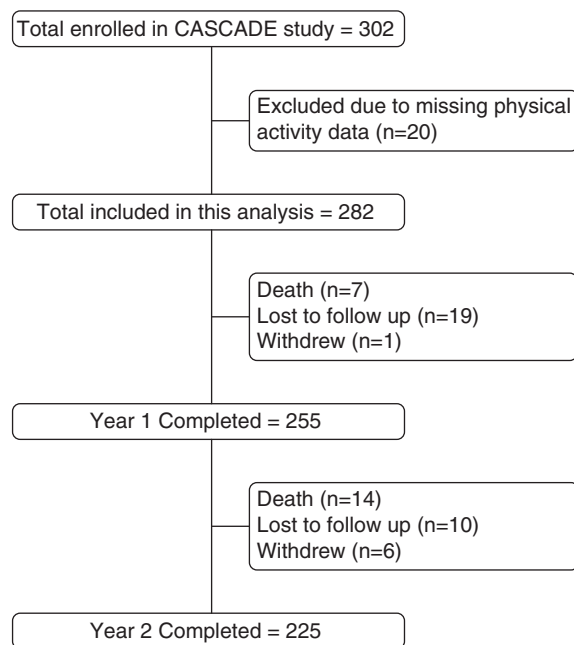 Total enrolled in CASCADE study = 302
Excluded due to missing physical
activity data (n=20)
Total included in this analysis = 282
Death (n=7)
Lost to follow up (n=19)
Withdrew (n=1)
Year 1 Completed = 255
Death (n=14)
Lost to follow up (n=10)
Withdrew (n=6)
Year 2 Completed = 225